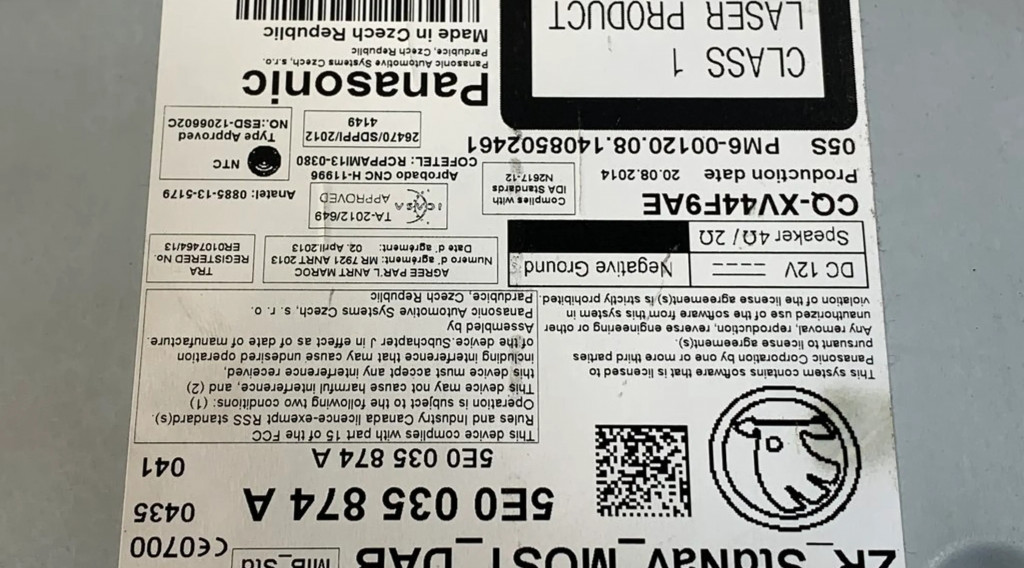 ZR_StdNav_MOST_DAB
MIB_Std
CE0700
5E0 035 874 A
0435
5E0 035 874 A
041
This device complies with part 15 of the FCC
Rules and Industry Canada licence-exempt RSS standard(s).
Operation is subject to the following two conditions: (1)
This device may not cause harmful interference, and (2)
this device must accept any interference received,
including interference that may cause undesired operation
of the device.Subchapter J in effect as of date of manufacture.
Assembled by
Panasonic Automotive Systems Czech, s. r. o.
Pardubice, Czech Republic
This system contains software that is licensed to
Panasonic Corporation by one or more third parties
pursuant to license agreement(s).
Any removal, reproduction, reverse engineering or other
unauthorized use of the software from this system in
violation of the license agreement(s) is strictly prohibited.
DC 12V
Negative Ground
Speaker 4Ω / 2Ω
AGREE PAR L'ANRT MAROC
Numero d'agrément: MR 7921 ANRT 2013
Date d'agrément: 02. April.2013
TRA
REGISTERED No.
ER0107464/13
CQ-XV44F9AE
Production date 20.08.2014
05S PM6-00120.08.1408502461
Complies with
IDA Standards
N2617-12
TA-2012/649
ICASA
APPROVED
Anatel: 0885-13-5179
Aprobado CNC-H-11996
COFETEL: RCPPAMI13-0380
NTC
Type Approved
NO.:ESD-1206602C
26470/SDPPI/2012
4149
Panasonic
Panasonic Automotive Systems Czech, s.r.o.
Pardubice, Czech Republic
Made in Czech Republic
CLASS 1
LASER PRODUCT